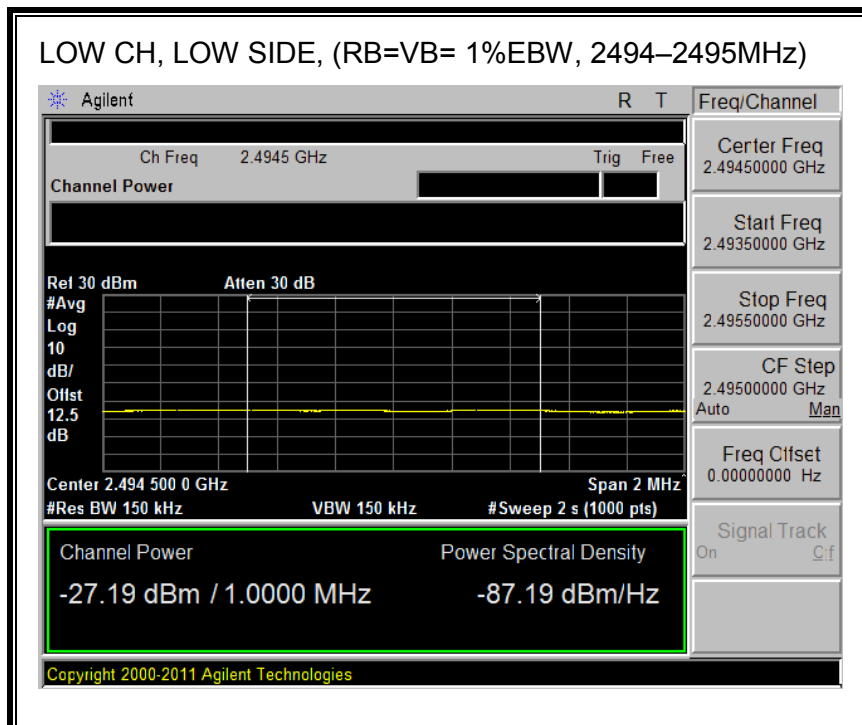 LOW CH, LOW SIDE, (RB=VB= 1%EBW, 2494–2495MHz)
Agilent R T
Freq/Channel
Ch Freq 2.4945 GHz Trig Free
Channel Power
Center Freq
2.49450000 GHz
Start Freq
2.49350000 GHz
Stop Freq
2.49550000 GHz
CF Step
2.49500000 GHz
Auto Man
Freq Offset
0.00000000 Hz
Signal Track
On Off
Ref 30 dBm Atten 30 dB
#Avg
Log
10
dB/
Offst
12.5
dB
Center 2.494 500 0 GHz Span 2 MHz
#Res BW 150 kHz VBW 150 kHz #Sweep 2 s (1000 pts)
Channel Power Power Spectral Density
-27.19 dBm / 1.0000 MHz -87.19 dBm/Hz
Copyright 2000-2011 Agilent Technologies